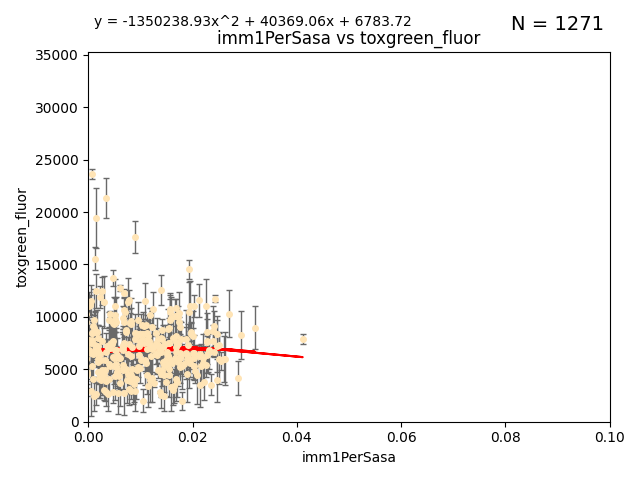 y = -1350238.93x^2 + 40369.06x + 6783.72
N = 1271
imm1PerSasa vs toxgreen_fluor
35000
30000
25000
20000
15000
10000
5000
0
toxgreen_fluor
0.00
0.02
0.04
0.06
0.08
0.10
imm1PerSasa